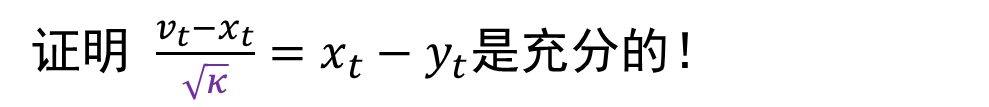 证明 $\frac{v_t - x_t}{\sqrt{\kappa}} = x_t - y_t$是充分的！